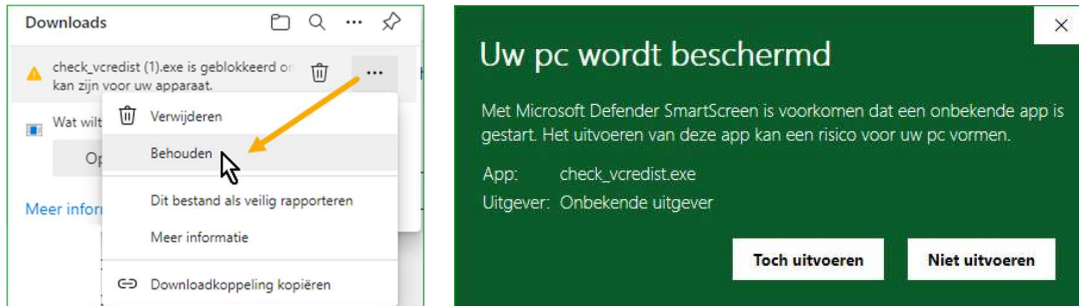 Downloads
check_vcredist (1).exe is geblokkeerd
kan zijn voor uw apparaat.
Wat wilt
Verwijderen
Behouden
Dit bestand als veilig rapporteren
Meer informatie
Downloadkoppeling kopiëren
Meer
Uw pc wordt beschermd
Met Microsoft Defender SmartScreen is voorkomen dat een onbekende app is
gestart. Het uitvoeren van deze app kan een risico voor uw pc vormen.
App: check_vcredist.exe
Uitgever: Onbekende uitgever
Toch uitvoeren
Niet uitvoeren